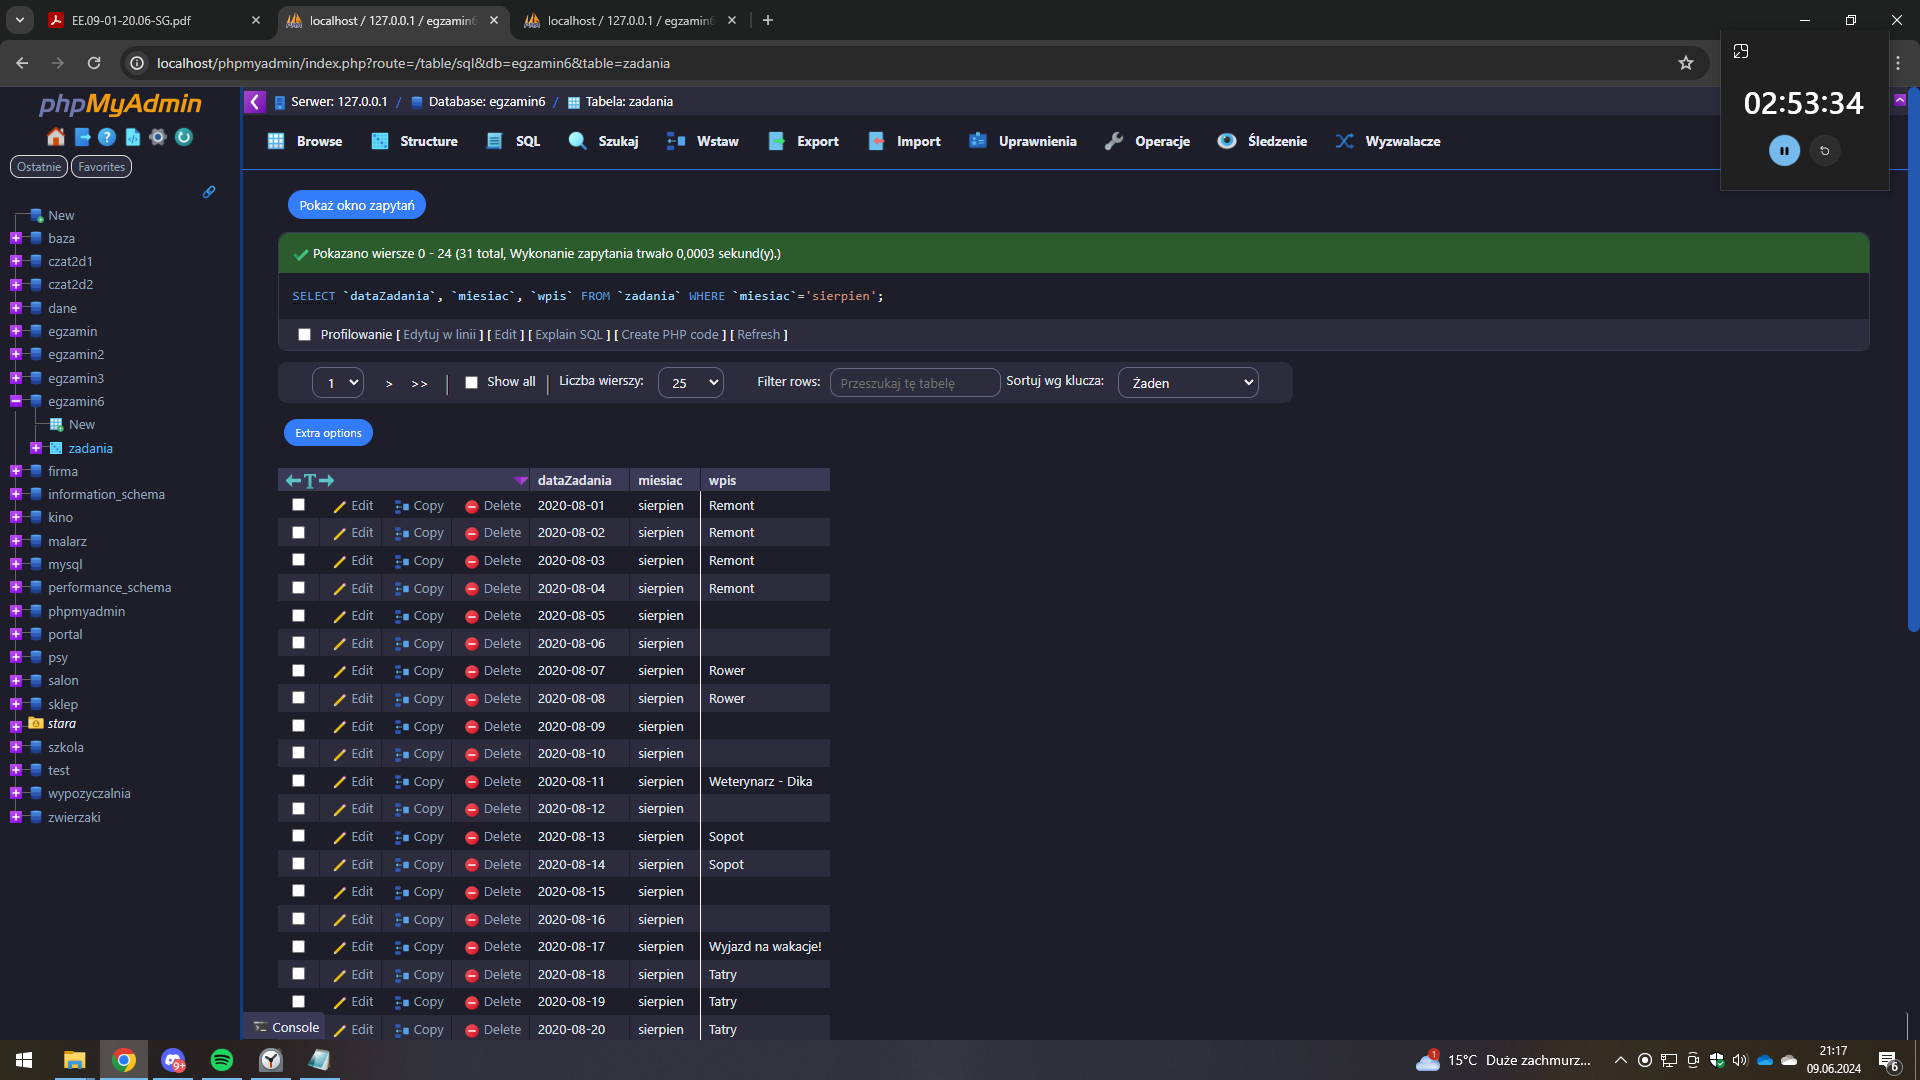 EE.09-01-20.06-SG.pdf
localhost / 127.0.0.1 / egzamin6
localhost / 127.0.0.1 / egzamin6
localhost/phpmyadmin/index.php?route=/table/sql&db=egzamin6&table=zadania
02:53:34
phpMyAdmin
Ostatnie
Favorites
New
baza
czat2d1
czat2d2
dane
egzamin
egzamin2
egzamin3
egzamin6
New
zadania
firma
information_schema
kino
malarz
mysql
performance_schema
phpmyadmin
portal
psy
salon
sklep
stara
szkola
test
wypozyczalnia
zwierzaki
Serwer: 127.0.0.1 / Database: egzamin6 / Tabela: zadania
Browse Structure SQL Szukaj Wstaw Export Import Uprawnienia Operacje Śledzenie Wyzwalacze
Pokaż okno zapytań
Pokazano wiersze 0 - 24 (31 total, Wykonanie zapytania trwało 0,0003 sekund(y).)
SELECT `dataZadania`, `miesiac`, `wpis` FROM `zadania` WHERE `miesiac`='sierpien';
Profilowanie [ Edytuj w linii ] [ Edit ] [ Explain SQL ] [ Create PHP code ] [ Refresh ]
1 > >> | Show all | Liczba wierszy: 25 Filter rows: Przeszukaj tę tabelę Sortuj wg klucza: Żaden
Extra options
←T→ dataZadania miesiac wpis
Edit Copy Delete 2020-08-01 sierpien Remont
Edit Copy Delete 2020-08-02 sierpien Remont
Edit Copy Delete 2020-08-03 sierpien Remont
Edit Copy Delete 2020-08-04 sierpien Remont
Edit Copy Delete 2020-08-05 sierpien
Edit Copy Delete 2020-08-06 sierpien
Edit Copy Delete 2020-08-07 sierpien Rower
Edit Copy Delete 2020-08-08 sierpien Rower
Edit Copy Delete 2020-08-09 sierpien
Edit Copy Delete 2020-08-10 sierpien
Edit Copy Delete 2020-08-11 sierpien Weterynarz - Dika
Edit Copy Delete 2020-08-12 sierpien
Edit Copy Delete 2020-08-13 sierpien Sopot
Edit Copy Delete 2020-08-14 sierpien Sopot
Edit Copy Delete 2020-08-15 sierpien
Edit Copy Delete 2020-08-16 sierpien
Edit Copy Delete 2020-08-17 sierpien Wyjazd na wakacje!
Edit Copy Delete 2020-08-18 sierpien Tatry
Edit Copy Delete 2020-08-19 sierpien Tatry
Edit Copy Delete 2020-08-20 sierpien Tatry
Console
9+
1
15°C Duże zachmurz...
21:17
09.06.2024
6